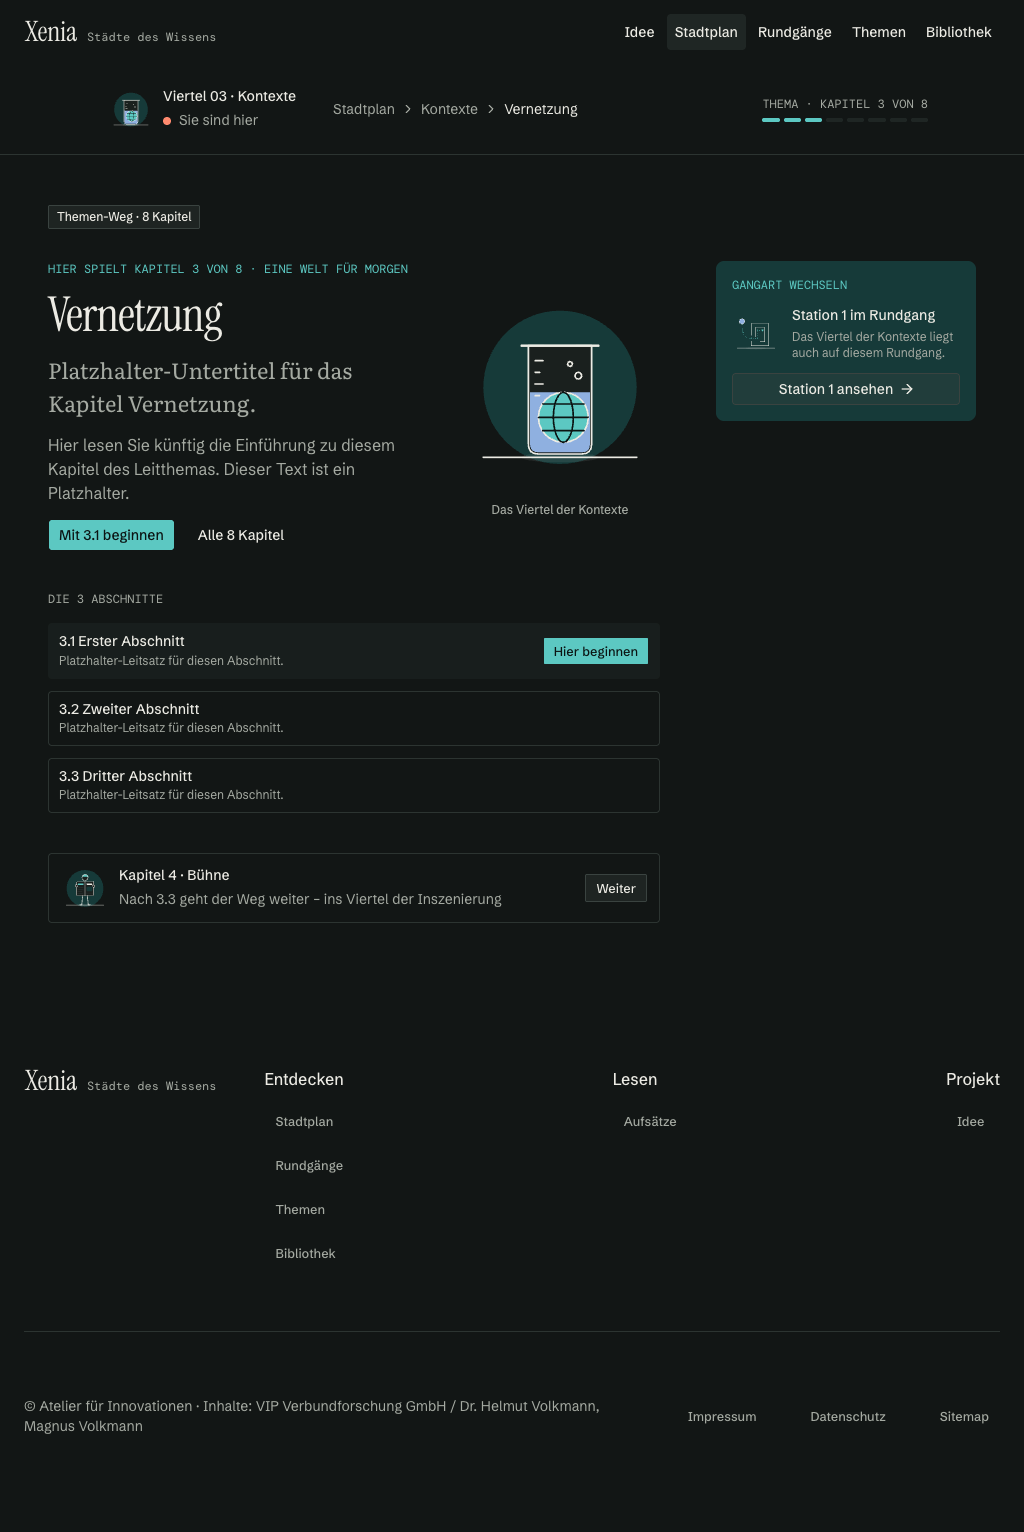 Xenia Städte des Wissens
Idee Stadtplan Rundgänge Themen Bibliothek
Viertel 03 · Kontexte
Sie sind hier
Stadtplan > Kontexte > Vernetzung
THEMA · KAPITEL 3 VON 8
Themen-Weg · 8 Kapitel
HIER SPIELT KAPITEL 3 VON 8 · EINE WELT FÜR MORGEN
Vernetzung
Platzhalter-Untertitel für das
Kapitel Vernetzung.
Hier lesen Sie künftig die Einführung zu diesem
Kapitel des Leitthemas. Dieser Text ist ein
Platzhalter.
Mit 3.1 beginnen Alle 8 Kapitel
Das Viertel der Kontexte
GANGART WECHSELN
Station 1 im Rundgang
Das Viertel der Kontexte liegt
auch auf diesem Rundgang.
Station 1 ansehen →
DIE 3 ABSCHNITTE
3.1 Erster Abschnitt
Platzhalter-Leitsatz für diesen Abschnitt.
Hier beginnen
3.2 Zweiter Abschnitt
Platzhalter-Leitsatz für diesen Abschnitt.
3.3 Dritter Abschnitt
Platzhalter-Leitsatz für diesen Abschnitt.
Kapitel 4 · Bühne
Nach 3.3 geht der Weg weiter – ins Viertel der Inszenierung
Weiter
Xenia Städte des Wissens
Entdecken
Stadtplan
Rundgänge
Themen
Bibliothek
Lesen
Aufsätze
Projekt
Idee
© Atelier für Innovationen · Inhalte: VIP Verbundforschung GmbH / Dr. Helmut Volkmann,
Magnus Volkmann
Impressum Datenschutz Sitemap